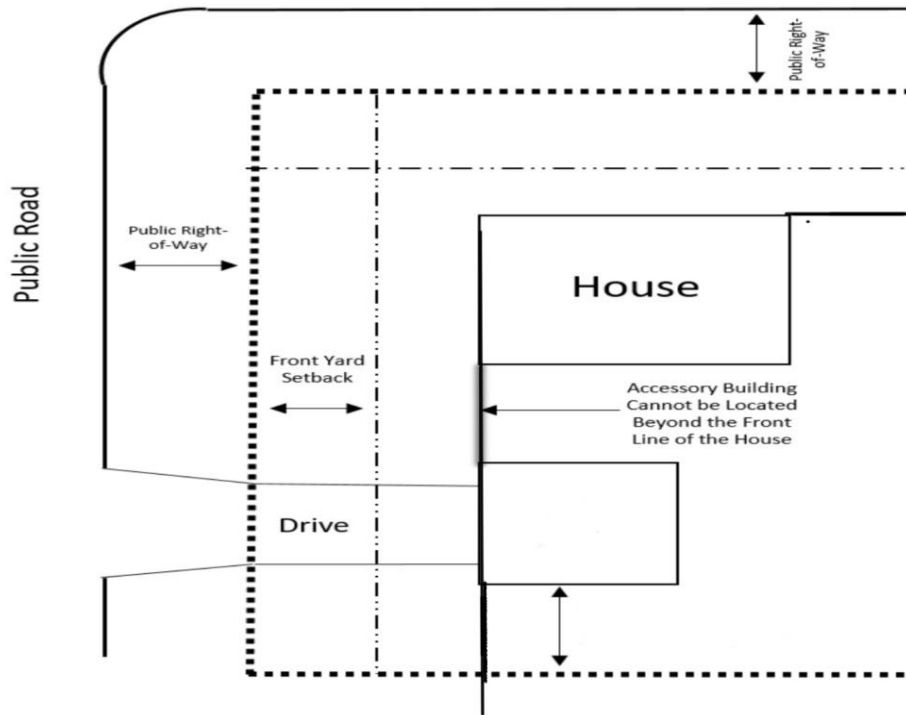 Public Right-
of-Way
Public Road
Public Right-
of-Way
House
Front Yard
Setback
Accessory Building
Cannot be Located
Beyond the Front
Line of the House
Drive